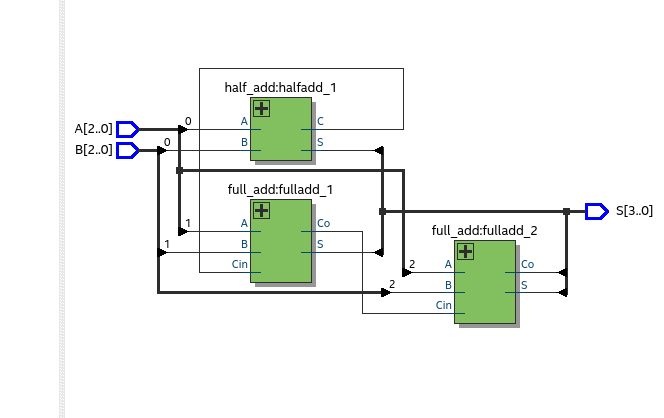 half_add:halfadd_1
A[2..0]
0
A
C
B[2..0]
0
B
S
full_add:fulladd_1
1
A
Co
S[3..0]
1
B
S
full_add:fulladd_2
Cin
2
A
Co
2
B
S
Cin